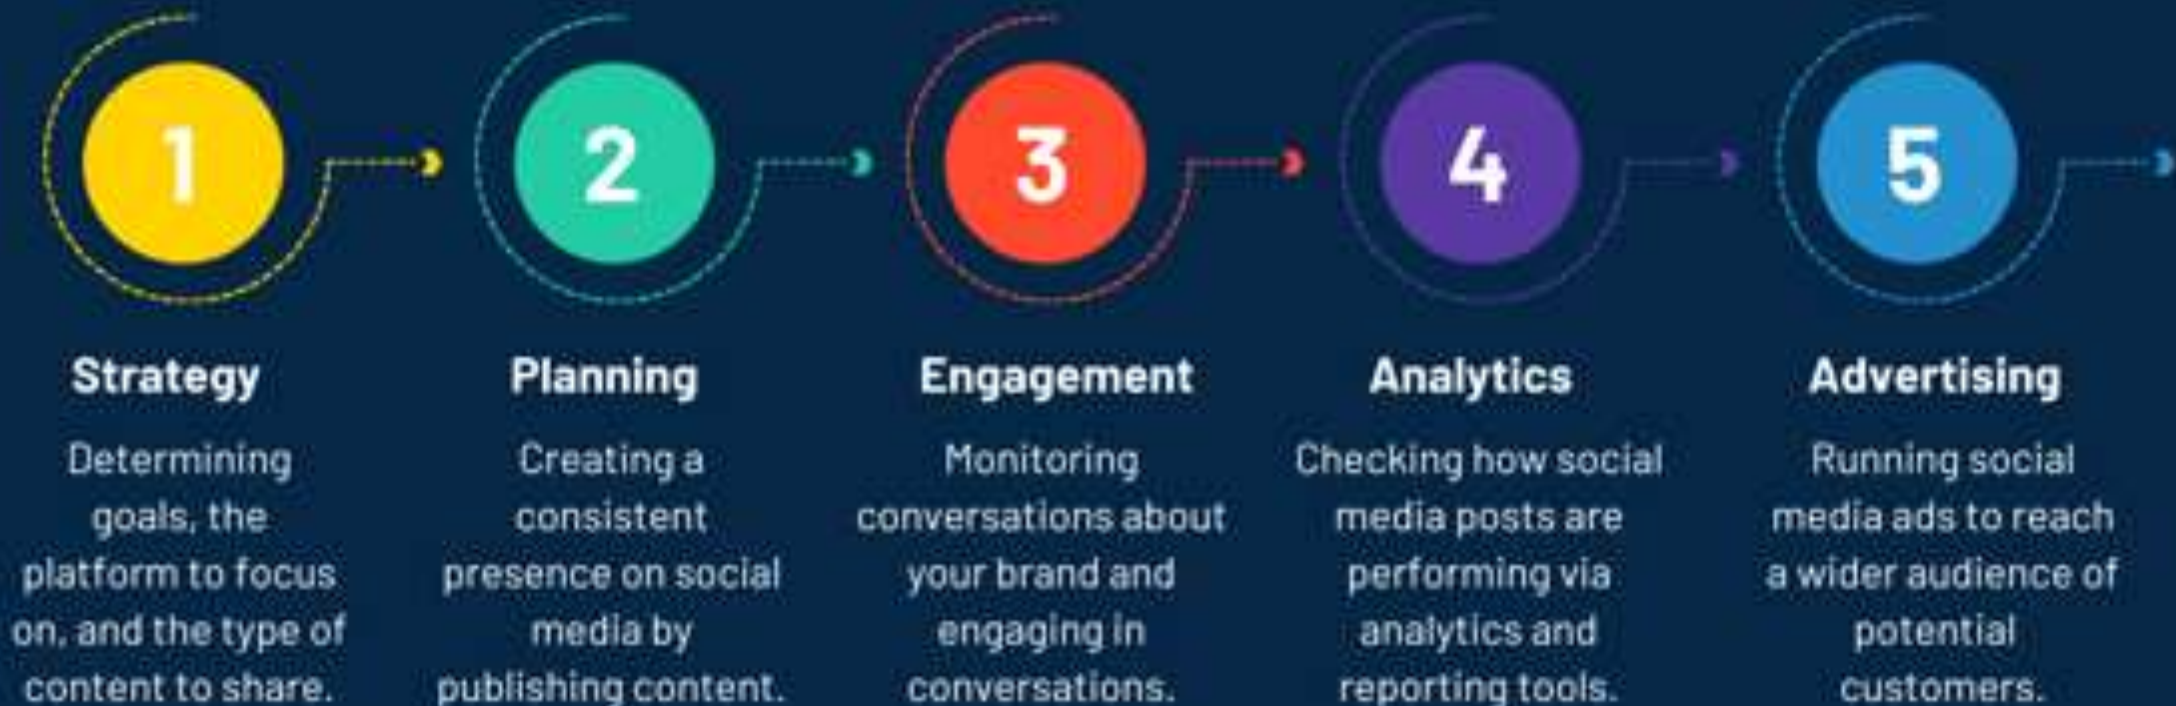 1
Strategy
Determining
goals, the
platform to focus
on, and the type of
content to share.
2
Planning
Creating a
consistent
presence on social
media by
publishing content.
3
Engagement
Monitoring
conversations about
your brand and
engaging in
conversations.
4
Analytics
Checking how social
media posts are
performing via
analytics and
reporting tools.
5
Advertising
Running social
media ads to reach
a wider audience of
potential
customers.